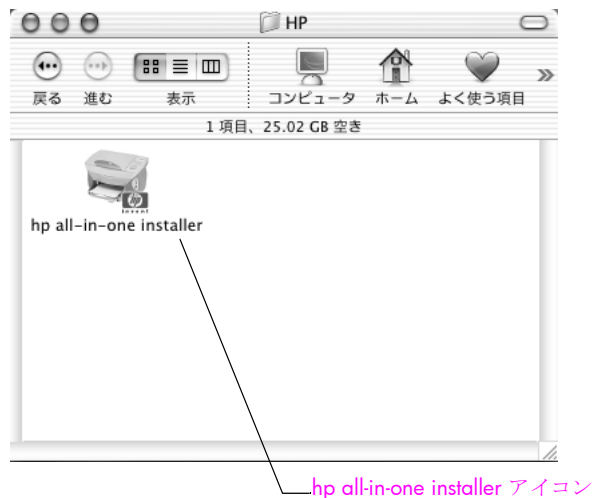 HP
戻る 進む 表示 コンピュータ ホーム よく使う項目
1 項目、25.02 GB 空き
hp
invent
hp all-in-one installer
hp all-in-one installer アイコン